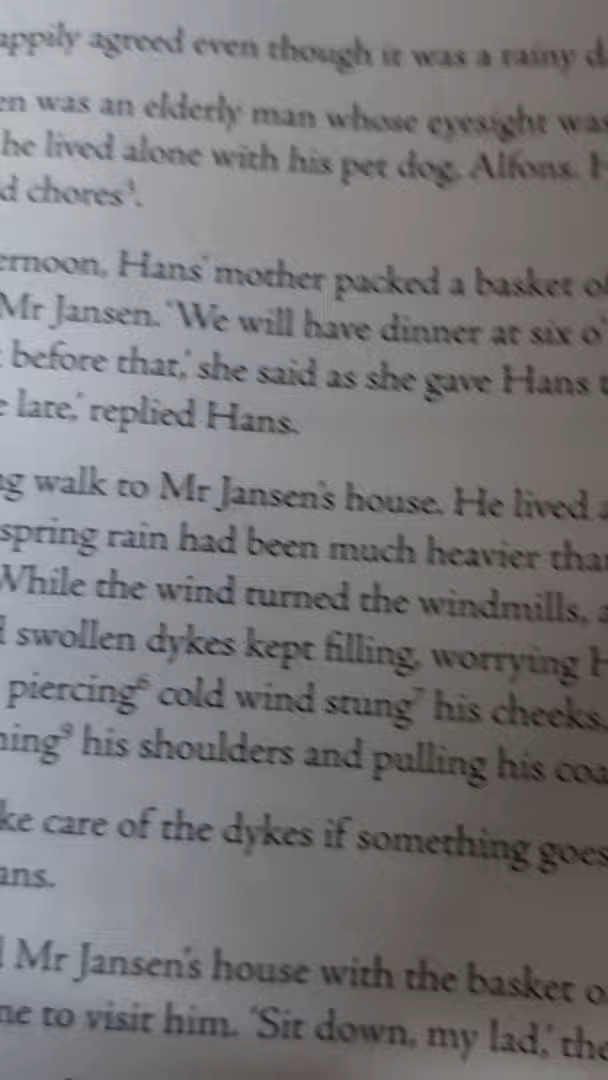 appily agreed even though it was a rainy d
en was an elderly man whose eyesight was
he lived alone with his pet dog, Alfons. H
d chores³.
ernoon, Hans' mother packed a basket of
Mr Jansen. 'We will have dinner at six o'
before that,' she said as she gave Hans t
e late,' replied Hans.
ng walk to Mr Jansen's house. He lived a
spring rain had been much heavier than
While the wind turned the windmills, a
d swollen dykes kept filling, worrying H
piercing⁶ cold wind stung⁷ his cheeks.
hing⁹ his shoulders and pulling his coa
ke care of the dykes if something goes
ans.
Mr Jansen's house with the basket o
me to visit him. 'Sit down, my lad,' the